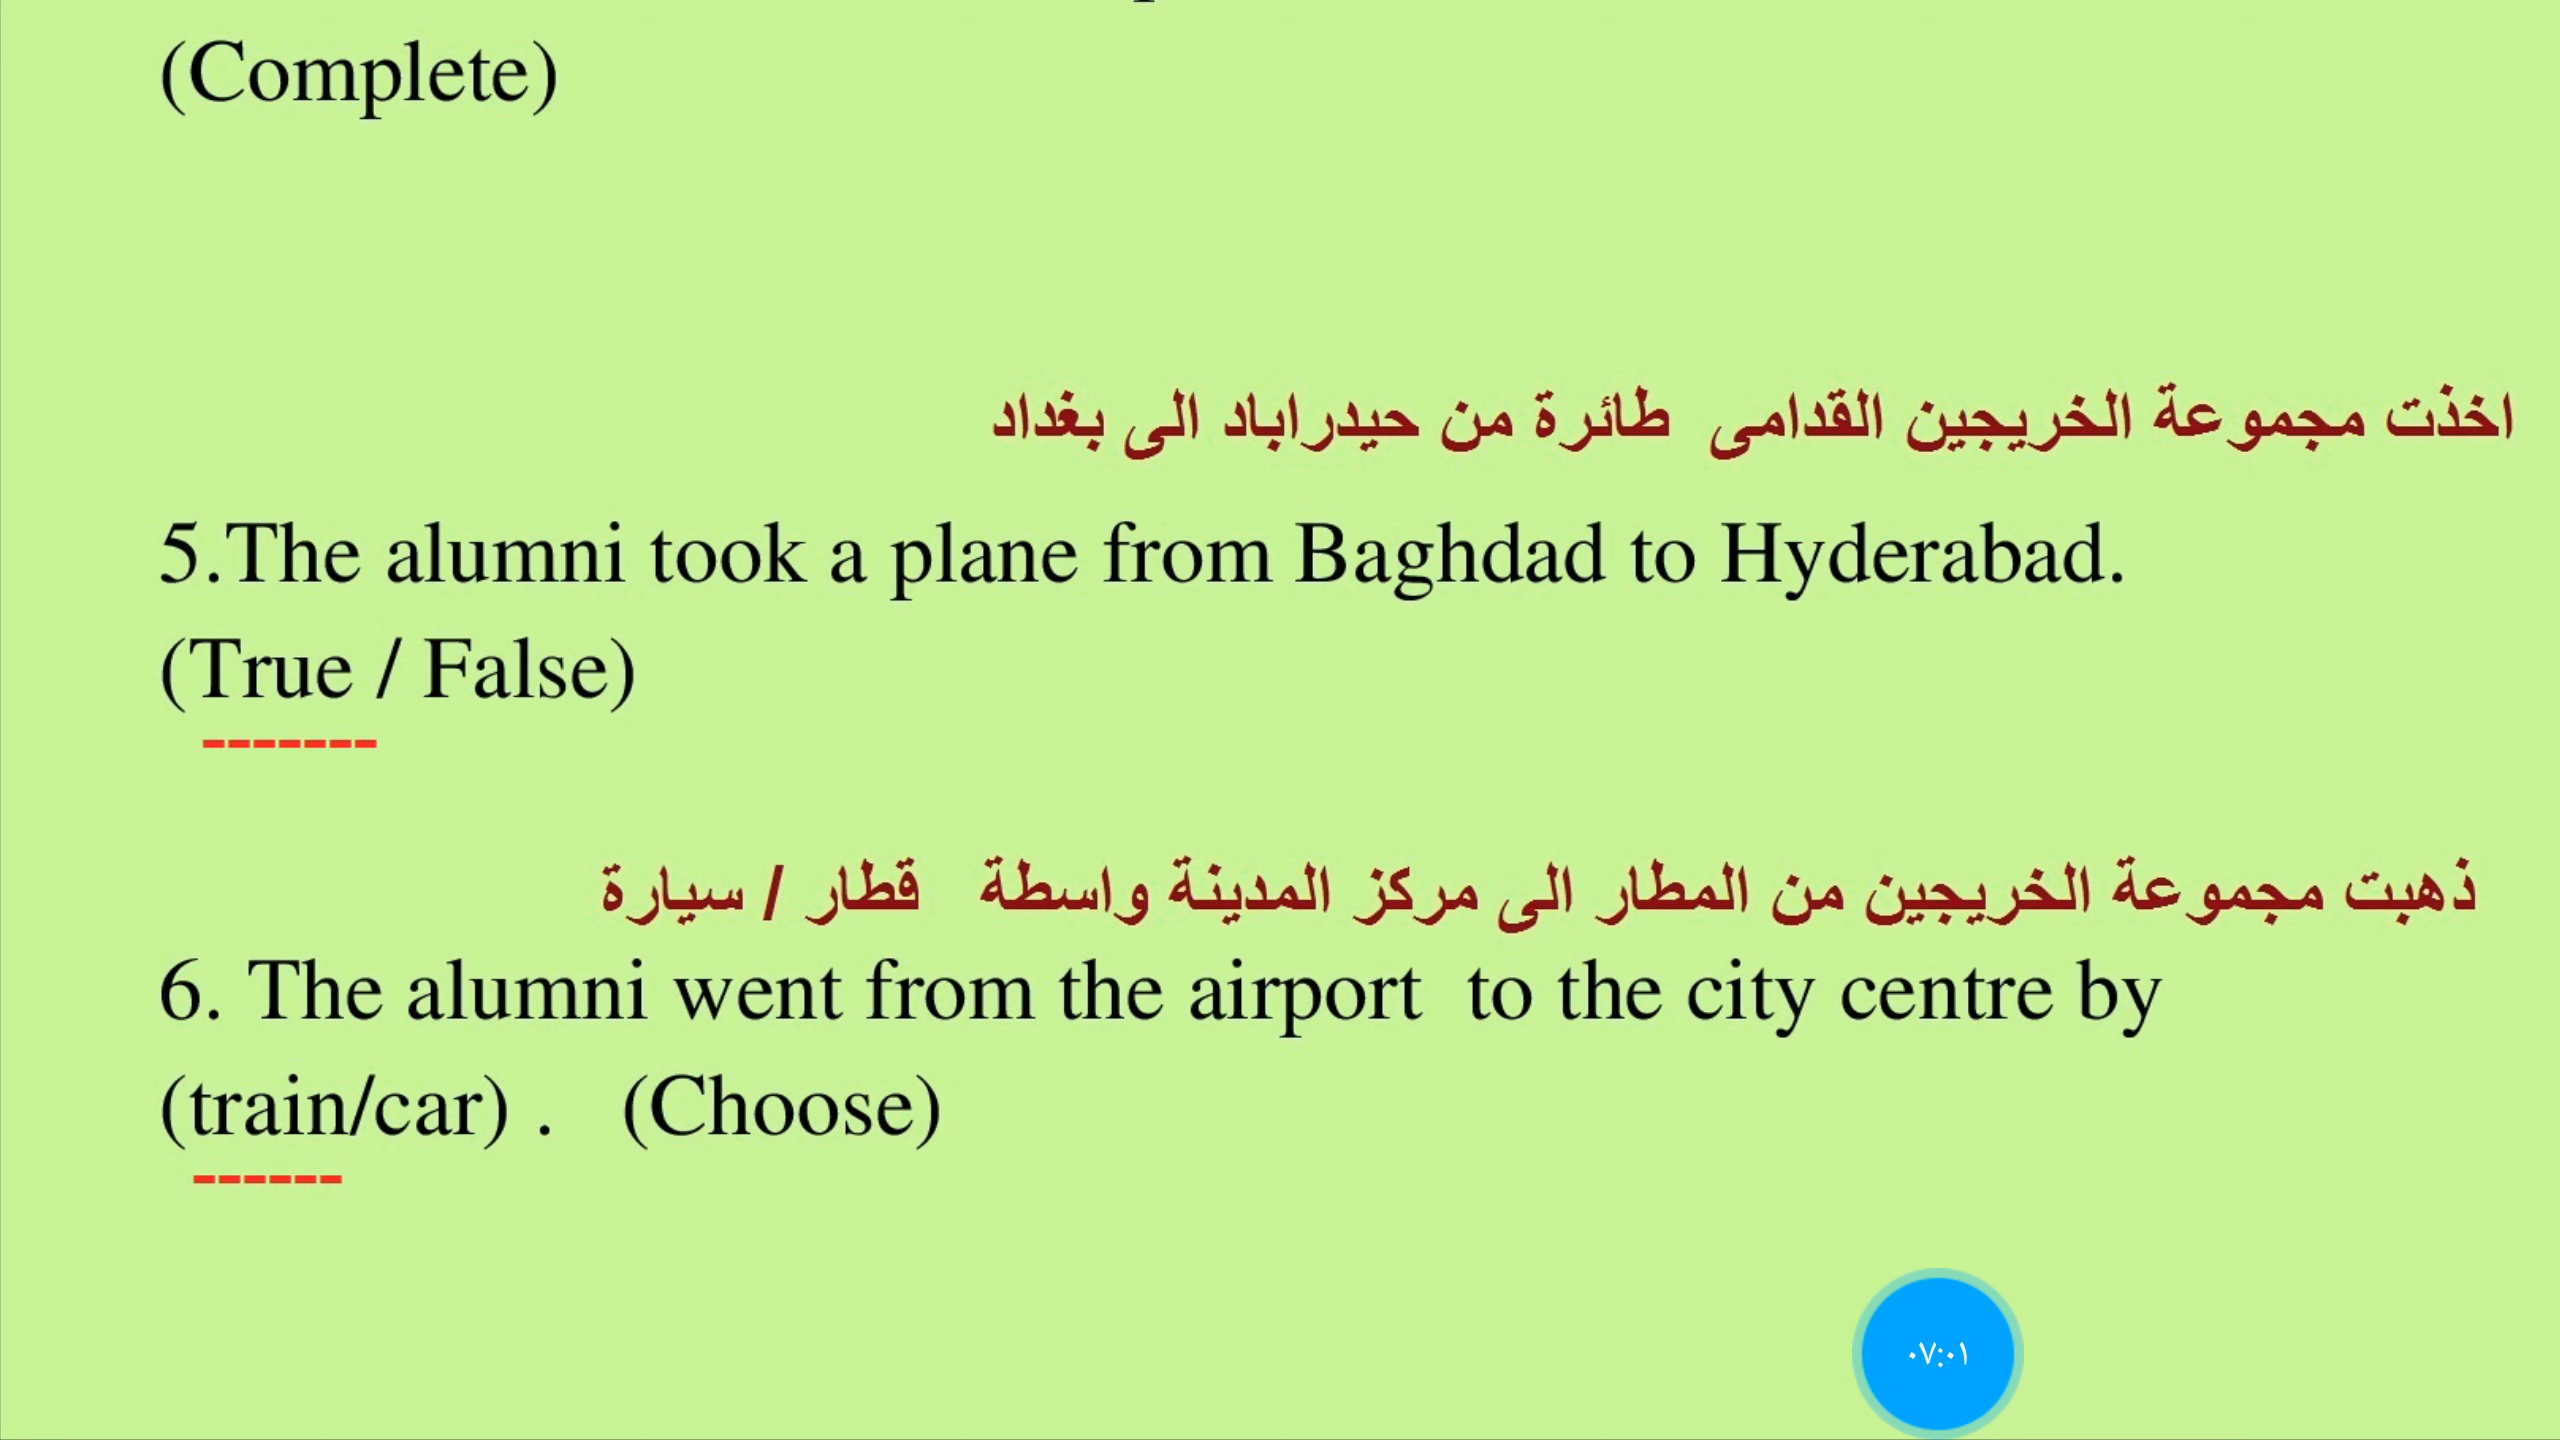 (Complete)
اخذت مجموعة الخريجين القدامى طائرة من حيدراباد الى بغداد
5.The alumni took a plane from Baghdad to Hyderabad.
(True / False)
-------
ذهبت مجموعة الخريجين من المطار الى مركز المدينة واسطة قطار / سيارة
6. The alumni went from the airport to the city centre by
(train/car) . (Choose)
------
٠٧:٠١